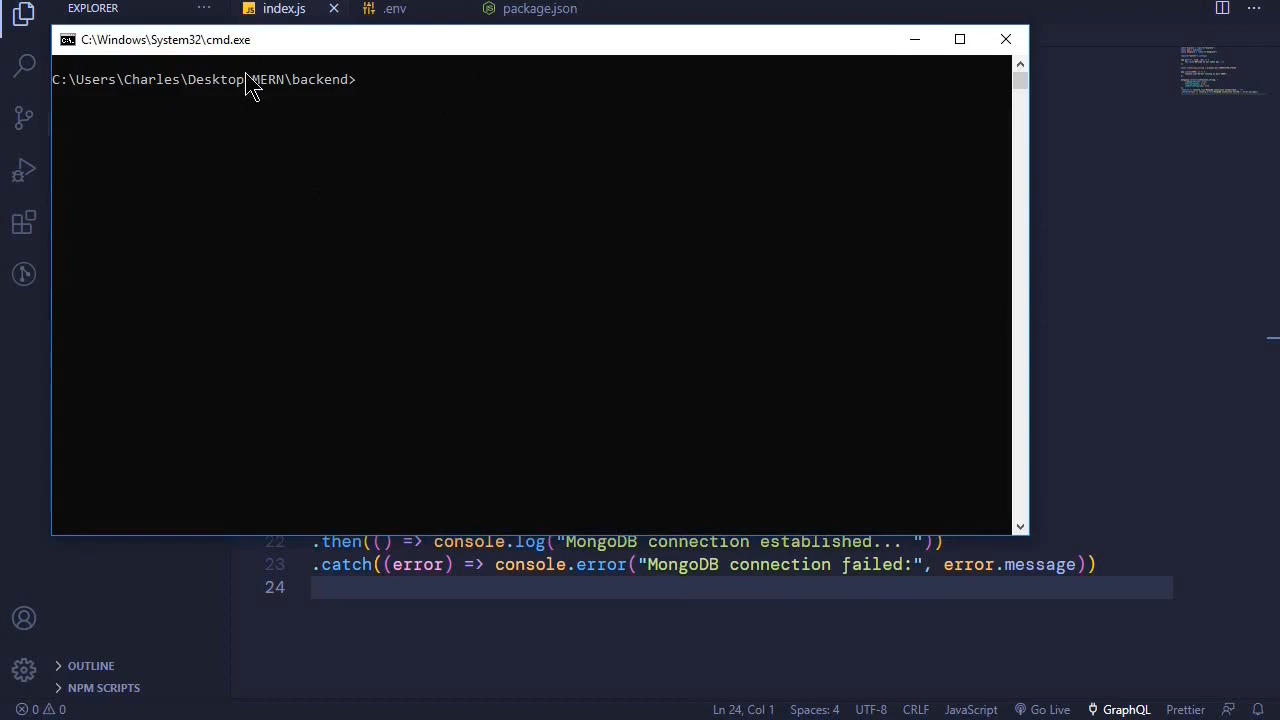 EXPLORER
index.js
.env
package.json
C:\Windows\System32\cmd.exe
C:\Users\Charles\Desktop\MERN\backend>
22 .then(() => console.log("MongoDB connection established... "))
23 .catch((error) => console.error("MongoDB connection failed:", error.message))
24
OUTLINE
NPM SCRIPTS
0 0
Ln 24, Col 1
Spaces: 4
UTF-8
CRLF
JavaScript
Go Live
GraphQL
Prettier